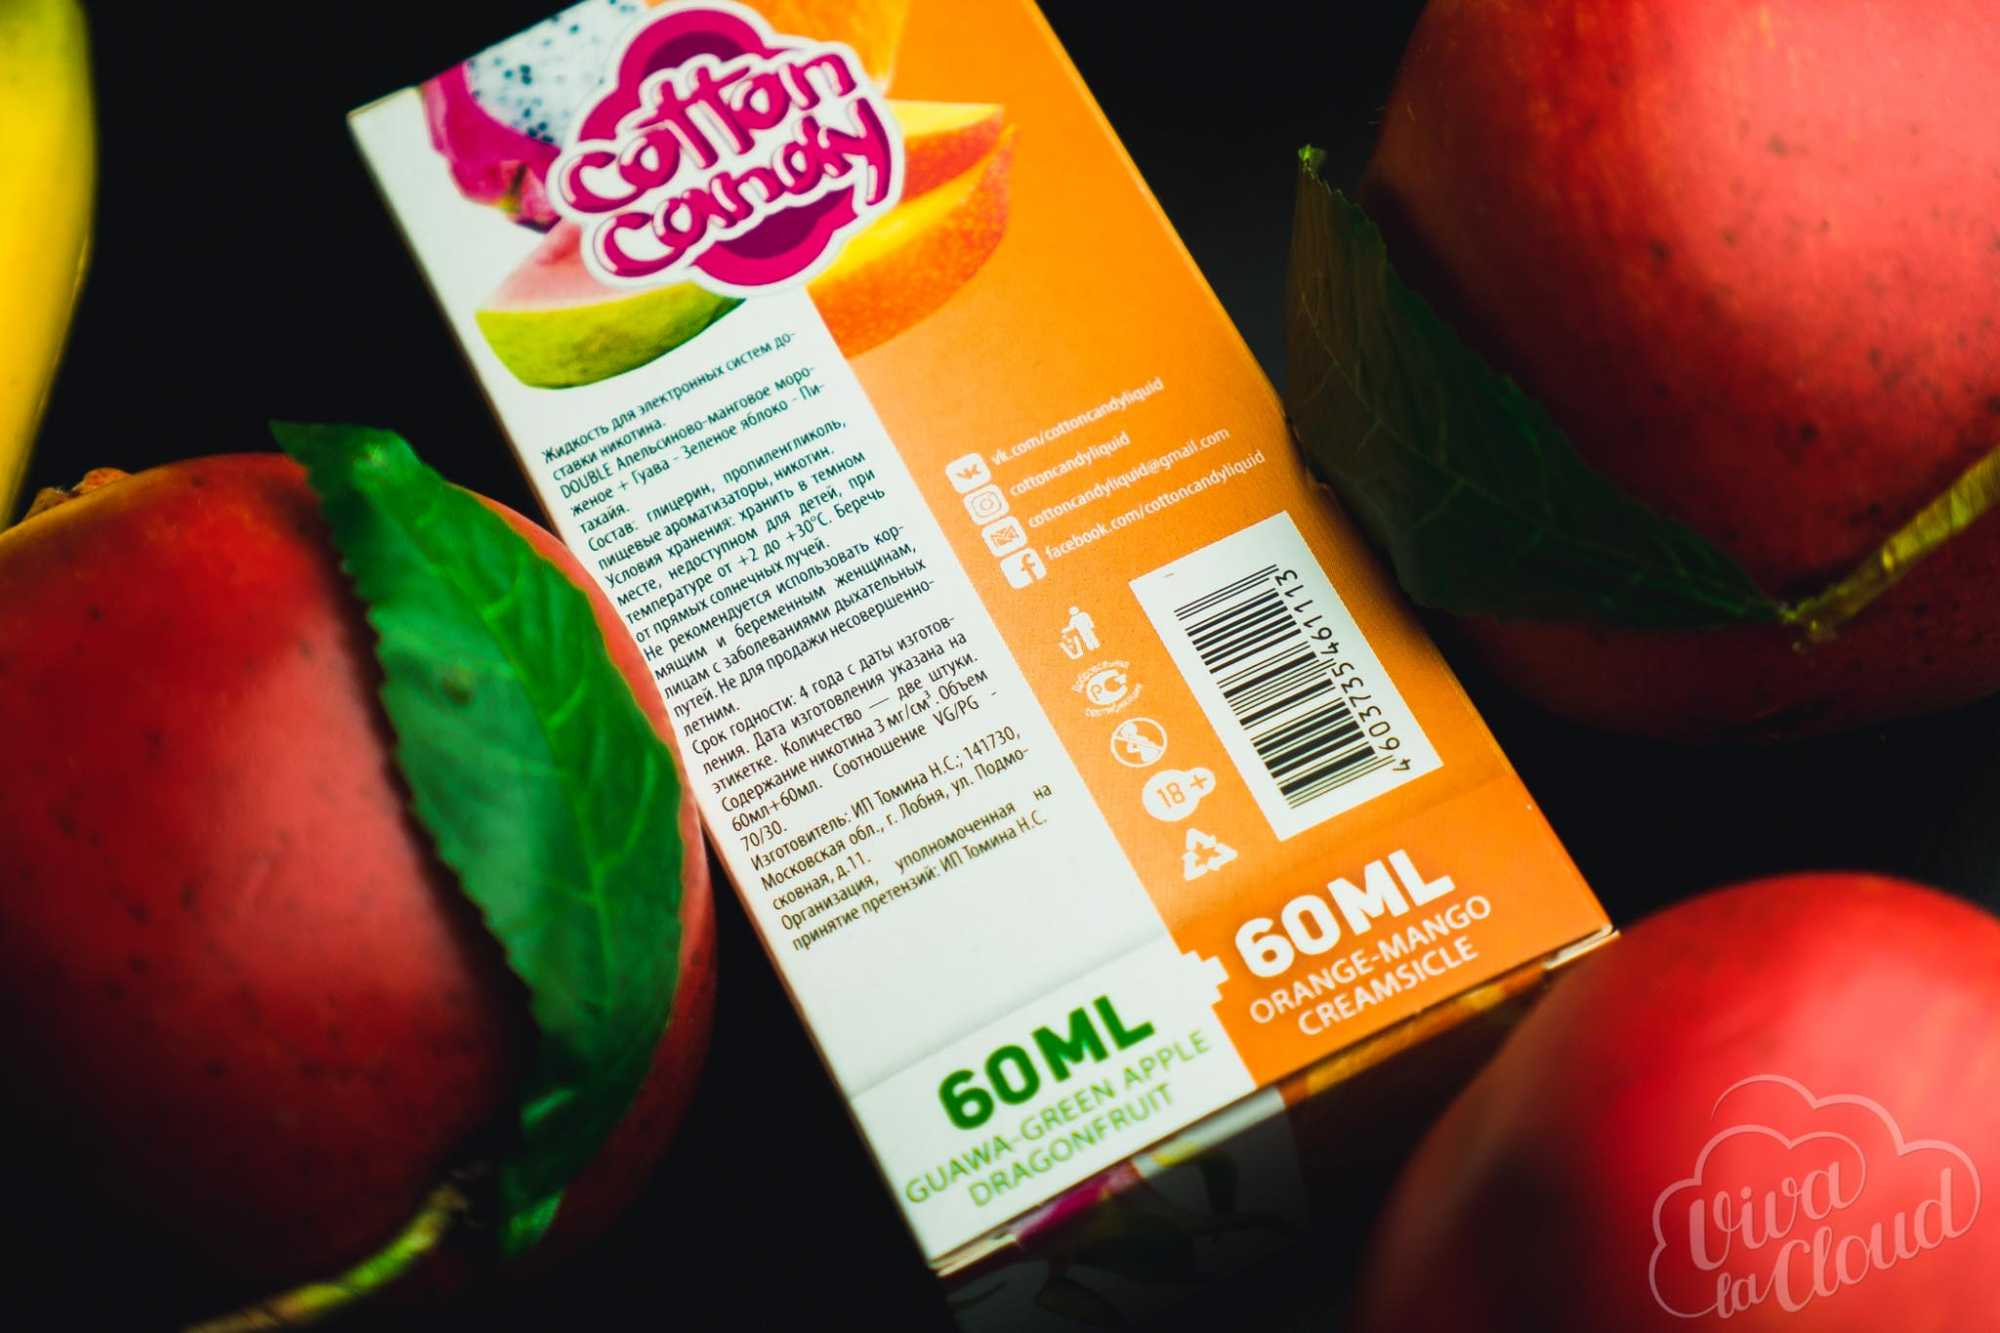 cotton
candy
Жидкость для электронных систем до-
ставки никотина.
DOUBLE Апельсиново-манговое моро-
женое + Гуава - Зеленое яблоко - Пи-
тахайя.
Состав: глицерин, пропиленгликоль,
пищевые ароматизаторы, никотин.
Условия хранения: хранить в темном
месте, недоступном для детей, при
температуре от +2 до +30°С. Беречь
от прямых солнечных лучей.
Не рекомендуется использовать кор-
мящим и беременным женщинам,
лицам с заболеваниями дыхательных
путей. Не для продажи несовершенно-
летним.
Срок годности: 4 года с даты изготов-
ления. Дата изготовления указана на
этикетке. Количество — две штуки.
Содержание никотина 3 мг/см³. Объем
60мл+60мл. Соотношение VG/PG -
70/30.
Изготовитель: ИП Томина Н.С.; 141730,
Московская обл., г. Лобня, ул. Подмо-
сковная, д.11.
Организация, уполномоченная на
принятие претензий: ИП Томина Н.С.
vk.com/cottoncandyliquid
cottoncandyliquid
cottoncandyliquid@gmail.com
facebook.com/cottoncandyliquid
4 603735 461113
18+
60ML
GUAWA-GREEN APPLE
DRAGONFRUIT
60ML
ORANGE-MANGO
CREAMSICLE
Viva
la Cloud